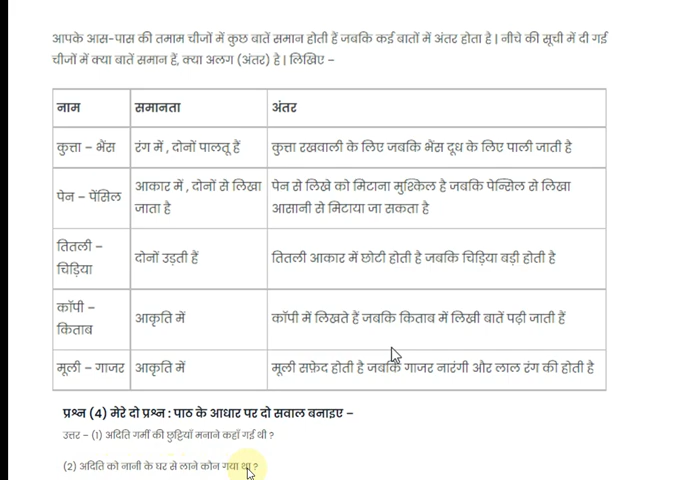 आपके आस-पास की तमाम चीजों में कुछ बातें समान होती हैं जबकि कई बातों में अंतर होता है | नीचे की सूची में दी गई
चीजों में क्या बातें समान हैं, क्या अलग (अंतर) है | लिखिए –
नाम समानता अंतर
कुत्ता – भेंस रंग में , दोनों पालतू हैं कुत्ता रखवाली के लिए जबकि भेंस दूध के लिए पाली जाती है
पेन – पेंसिल आकार में , दोनों से लिखा जाता है पेन से लिखे को मिटाना मुश्किल है जबकि पेन्सिल से लिखा आसानी से मिटाया जा सकता है
तितली – चिड़िया दोनों उड़ती हैं तितली आकार में छोटी होती है जबकि चिड़िया बड़ी होती है
कॉपी – किताब आकृति में कॉपी में लिखते हैं जबकि किताब में लिखी बातें पढ़ी जाती हैं
मूली – गाजर आकृति में मूली सफ़ेद होती है जबकि गाजर नारंगी और लाल रंग की होती है
प्रश्न (4) मेरे दो प्रश्न : पाठ के आधार पर दो सवाल बनाइए –
उत्तर – (1) अदिति गर्मी की छुट्टियाँ मनाने कहाँ गई थी ?
(2) अदिति को नानी के घर से लाने कौन गया था ?